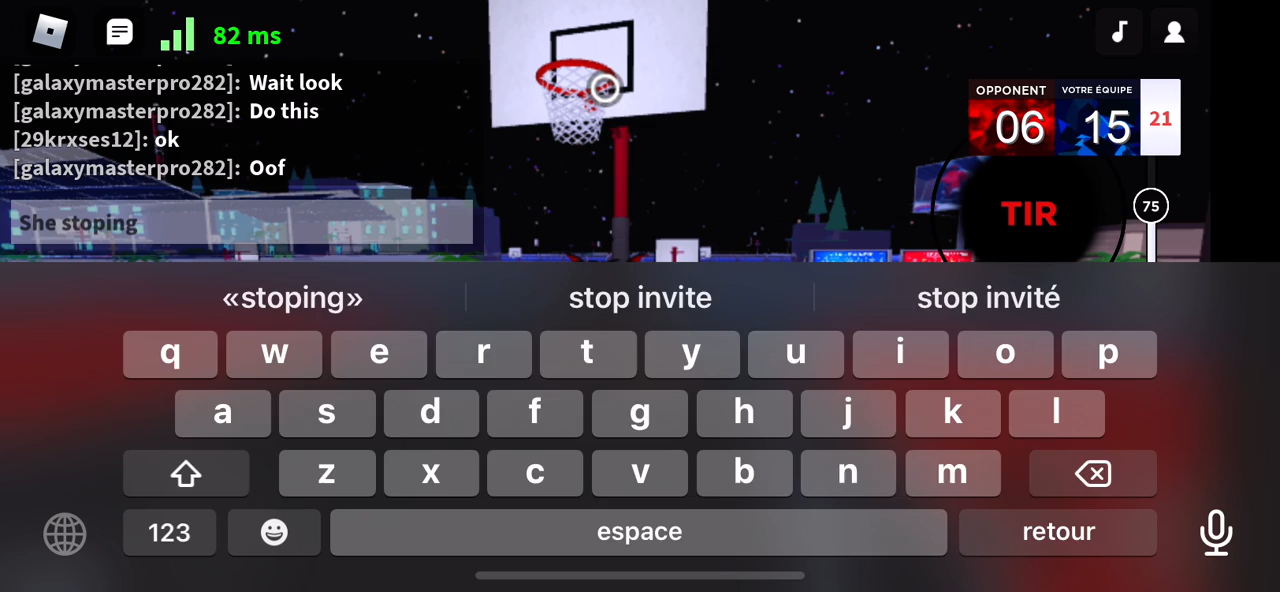 82 ms
[galaxymasterpro282]: Wait look
[galaxymasterpro282]: Do this
[29krxses12]: ok
[galaxymasterpro282]: Oof
She stoping
OPPONENT
VOTRE ÉQUIPE
06
15
21
TIR
75
«stoping»
stop invite
stop invité
q w e r t y u i o p
a s d f g h j k l
z x c v b n m
123
espace
retour